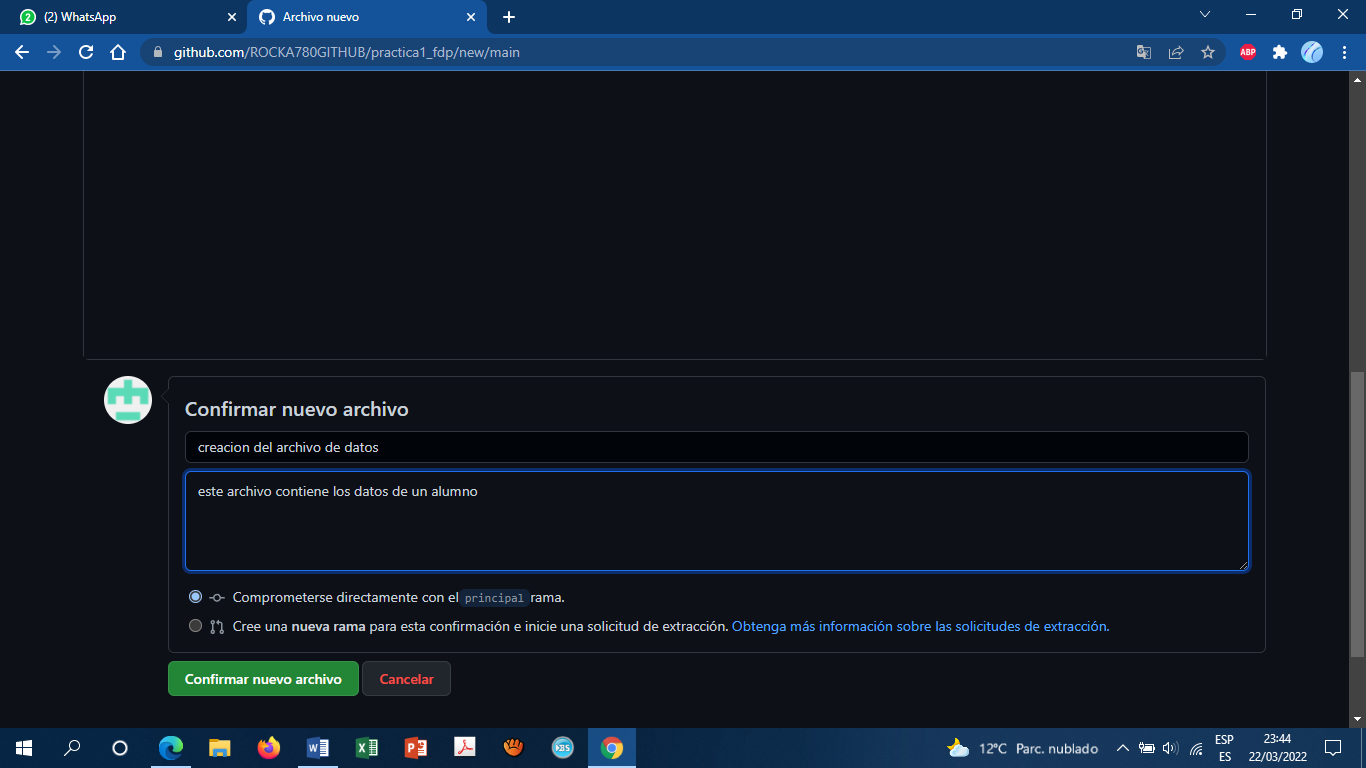 (2) WhatsApp
Archivo nuevo
github.com/ROCKA780GITHUB/practica1_fdp/new/main
ABP
Confirmar nuevo archivo
creacion del archivo de datos
este archivo contiene los datos de un alumno
Comprometerse directamente con el principal rama.
Cree una nueva rama para esta confirmación e inicie una solicitud de extracción. Obtenga más información sobre las solicitudes de extracción.
Confirmar nuevo archivo
Cancelar
12°C Parc. nublado
ESP
ES
23:44
22/03/2022